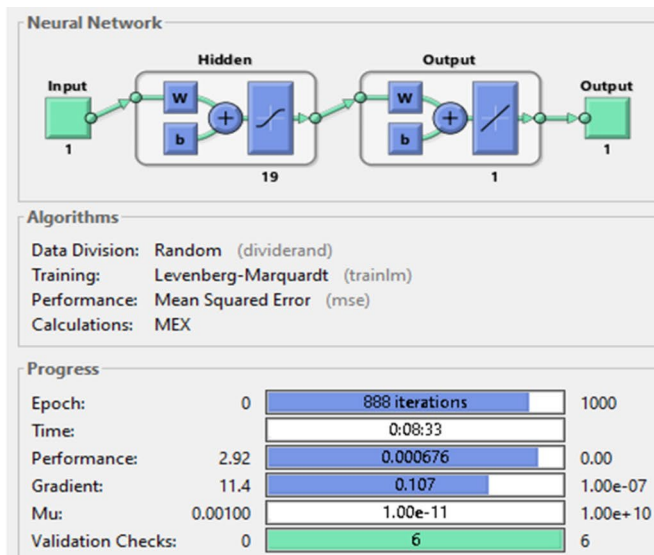 Neural Network
Hidden
Output
Input
Output
W
b
+
W
b
+
1
19
1
1
Algorithms
Data Division: Random (dividerand)
Training: Levenberg-Marquardt (trainlm)
Performance: Mean Squared Error (mse)
Calculations: MEX
Progress
Epoch: 0 888 iterations 1000
Time: 0:08:33
Performance: 2.92 0.000676 0.00
Gradient: 11.4 0.107 1.00e-07
Mu: 0.00100 1.00e-11 1.00e+10
Validation Checks: 0 6 6